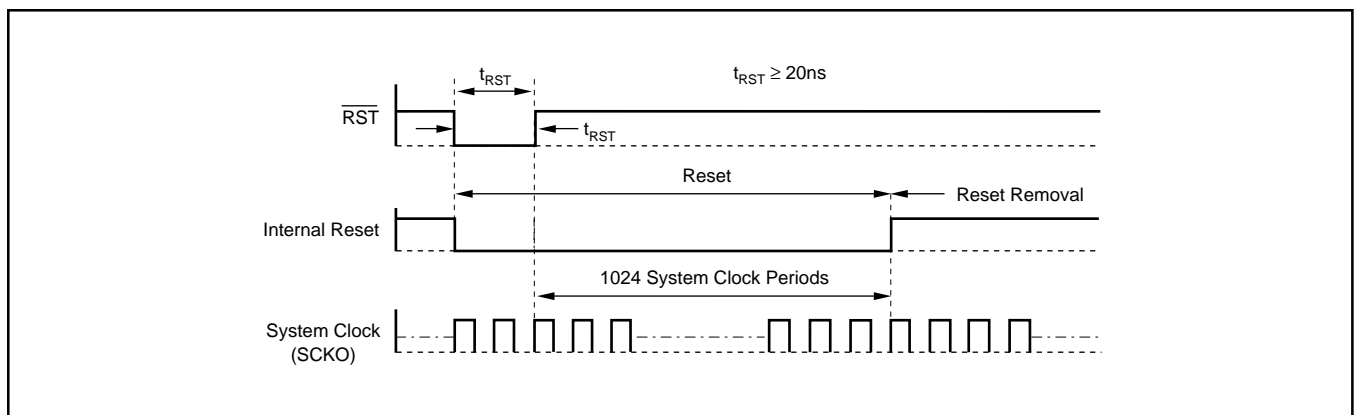 t_RST
t_RST ≥ 20ns
RST
t_RST
Reset
Reset Removal
Internal Reset
1024 System Clock Periods
System Clock
(SCKO)